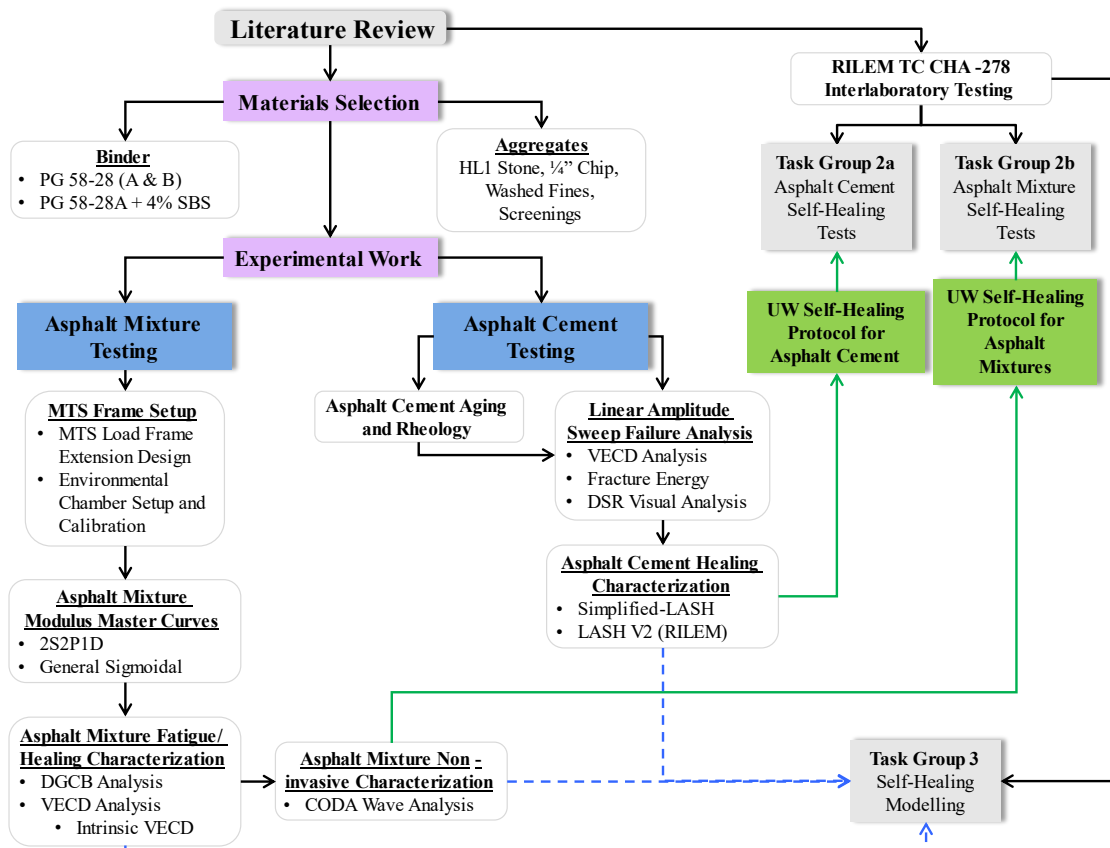 Literature Review
RILEM TC CHA -278
Interlaboratory Testing
Materials Selection
Binder
• PG 58-28 (A & B)
• PG 58-28A + 4% SBS
Aggregates
HL1 Stone, ¼” Chip,
Washed Fines,
Screenings
Task Group 2a
Asphalt Cement
Self-Healing
Tests
Task Group 2b
Asphalt Mixture
Self-Healing
Tests
Experimental Work
Asphalt Mixture
Testing
Asphalt Cement
Testing
UW Self-Healing
Protocol for
Asphalt Cement
UW Self-Healing
Protocol for
Asphalt
Mixtures
MTS Frame Setup
• MTS Load Frame
Extension Design
• Environmental
Chamber Setup and
Calibration
Asphalt Cement Aging
and Rheology
Linear Amplitude
Sweep Failure Analysis
• VECD Analysis
• Fracture Energy
• DSR Visual Analysis
Asphalt Cement Healing
Characterization
• Simplified-LASH
• LASH V2 (RILEM)
Asphalt Mixture
Modulus Master Curves
• 2S2P1D
• General Sigmoidal
Asphalt Mixture Fatigue/
Healing Characterization
• DGCB Analysis
• VECD Analysis
• Intrinsic VECD
Asphalt Mixture Non -
invasive Characterization
• CODA Wave Analysis
Task Group 3
Self-Healing
Modelling